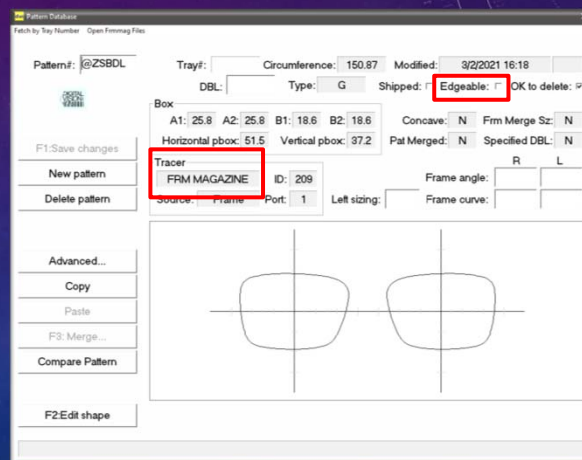 Pattern Database
Fetch by Tray Number Open Frmmag Files
Pattern#: @ZSBDL Tray#: Circumference: 150.87 Modified: 3/2/2021 16:18
DBL: Type: G Shipped: Edgeable: OK to delete:
DIGITAL
VISION
Box
A1: 25.8 A2: 25.8 B1: 18.6 B2: 18.6 Concave: N Frm Merge Sz: N
Horizontal pbox: 51.5 Vertical pbox: 37.2 Pat Merged: N Specified DBL: N
F1:Save changes
Tracer R L
New pattern FRM MAGAZINE ID: 209 Frame angle:
Delete pattern Source: Frame Port: 1 Left sizing: Frame curve:
Advanced...
Copy
Paste
F3: Merge...
Compare Pattern
F2:Edit shape